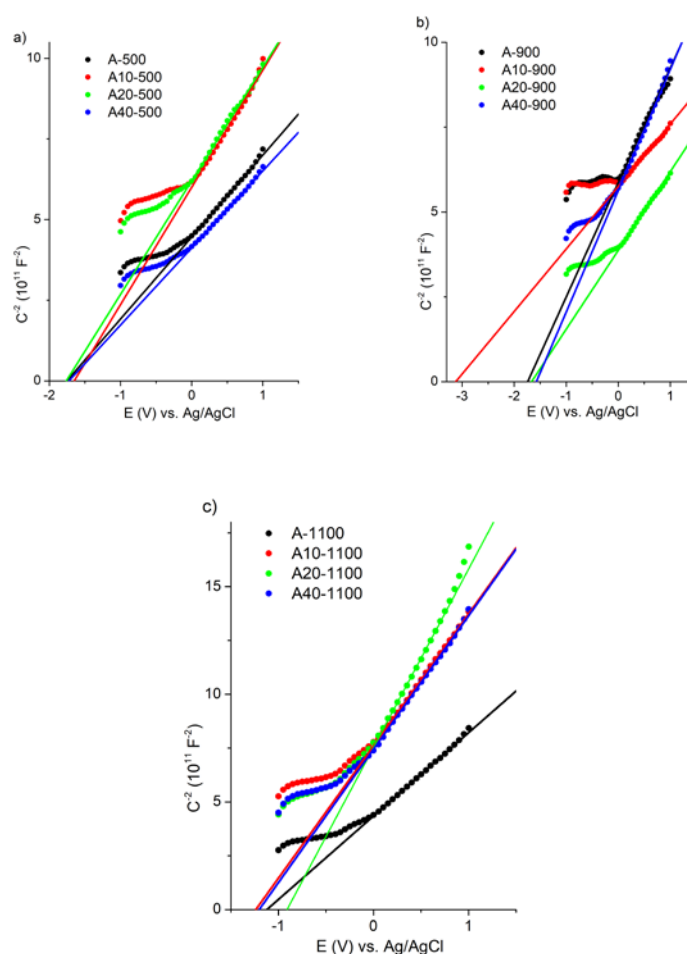 a)
A-500
A10-500
A20-500
A40-500
10
5
0
-2
-1
0
1
C⁻² (10¹¹ F⁻²)
E (V) vs. Ag/AgCl
b)
A-900
A10-900
A20-900
A40-900
10
5
0
-3
-2
-1
0
1
C⁻² (10¹¹ F⁻²)
E (V) vs. Ag/AgCl
c)
A-1100
A10-1100
A20-1100
A40-1100
15
10
5
0
-1
0
1
C⁻² (10¹¹ F⁻²)
E (V) vs. Ag/AgCl